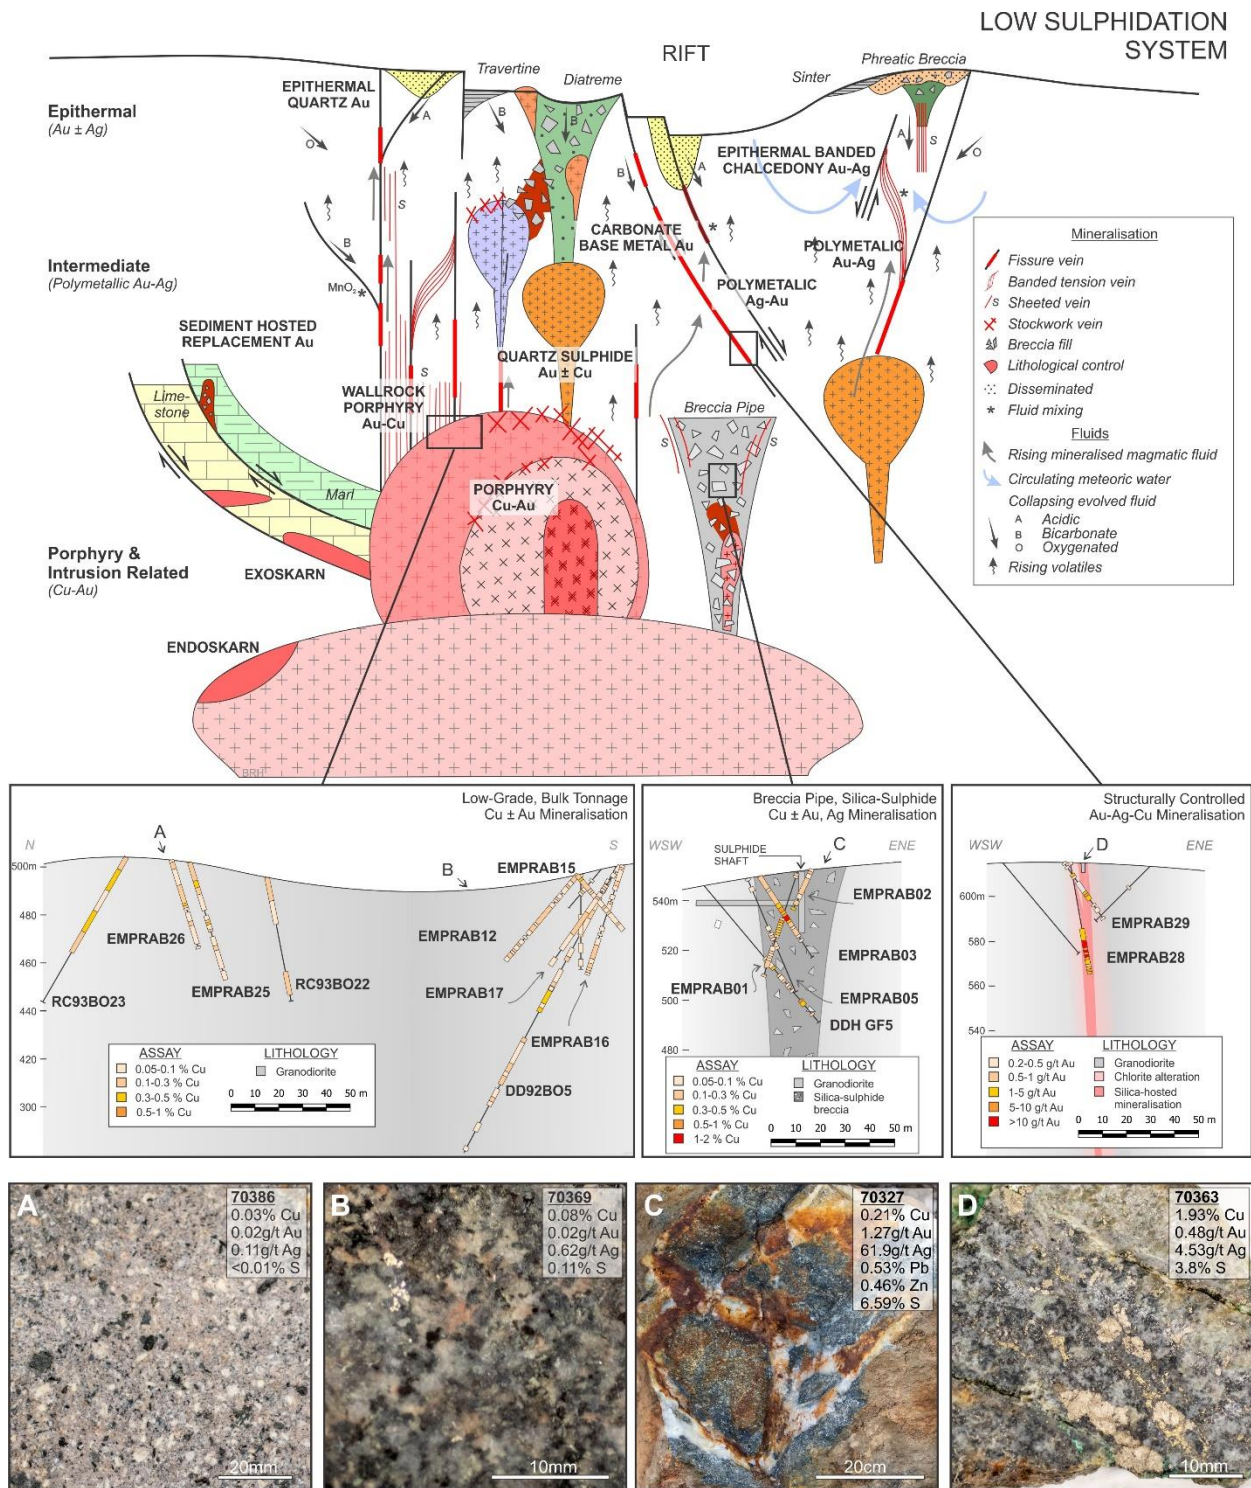 LOW SULPHIDATION
SYSTEM
RIFT
Travertine
Diatreme
Sinter
Phreatic Breccia
Epithermal
(Au ± Ag)
EPITHERMAL
QUARTZ Au
A
B
B
O
S
B
A
A
S
O
EPITHERMAL BANDED
CHALCEDONY Au-Ag
CARBONATE
BASE METAL Au
*
*
POLYMETALIC
Au-Ag
Intermediate
(Polymetallic Au-Ag)
B
MnO₂ *
POLYMETALIC
Ag-Au
SEDIMENT HOSTED
REPLACEMENT Au
S
QUARTZ SULPHIDE
Au ± Cu
WALLROCK
PORPHYRY
Au-Cu
Lime-
stone
Marl
Breccia Pipe
S
S
PORPHYRY
Cu-Au
Porphyry &
Intrusion Related
(Cu-Au)
EXOSKARN
ENDOSKARN
BRH
Mineralisation
Fissure vein
Banded tension vein
S Sheeted vein
Stockwork vein
Breccia fill
Lithological control
Disseminated
* Fluid mixing
Fluids
Rising mineralised magmatic fluid
Circulating meteoric water
Collapsing evolved fluid
A Acidic
B Bicarbonate
O Oxygenated
Rising volatiles
Low-Grade, Bulk Tonnage
Cu ± Au Mineralisation
N
S
A
B
500m
480
460
440
420
300
EMPRAB15
EMPRAB12
EMPRAB26
EMPRAB25
RC93BO22
RC93BO23
EMPRAB17
EMPRAB16
DD92BO5
ASSAY
0.05-0.1 % Cu
0.1-0.3 % Cu
0.3-0.5 % Cu
0.5-1 % Cu
LITHOLOGY
Granodiorite
0 10 20 30 40 50 m
Breccia Pipe, Silica-Sulphide
Cu ± Au, Ag Mineralisation
WSW
ENE
SULPHIDE
SHAFT
C
540m
520
500
480
EMPRAB02
EMPRAB03
EMPRAB01
EMPRAB05
DDH GF5
ASSAY
0.05-0.1 % Cu
0.1-0.3 % Cu
0.3-0.5 % Cu
0.5-1 % Cu
1-2 % Cu
LITHOLOGY
Granodiorite
Silica-sulphide
breccia
0 10 20 30 40 50 m
Structurally Controlled
Au-Ag-Cu Mineralisation
WSW
ENE
D
600m
580
560
540
EMPRAB29
EMPRAB28
ASSAY
0.2-0.5 g/t Au
0.5-1 g/t Au
1-5 g/t Au
5-10 g/t Au
>10 g/t Au
LITHOLOGY
Granodiorite
Chlorite alteration
Silica-hosted
mineralisation
0 10 20 30 40 50 m
A
70386
0.03% Cu
0.02g/t Au
0.11g/t Ag
<0.01% S
20mm
B
70369
0.08% Cu
0.02g/t Au
0.62g/t Ag
0.11% S
10mm
C
70327
0.21% Cu
1.27g/t Au
61.9g/t Ag
0.53% Pb
0.46% Zn
6.59% S
20cm
D
70363
1.93% Cu
0.48g/t Au
4.53g/t Ag
3.8% S
10mm